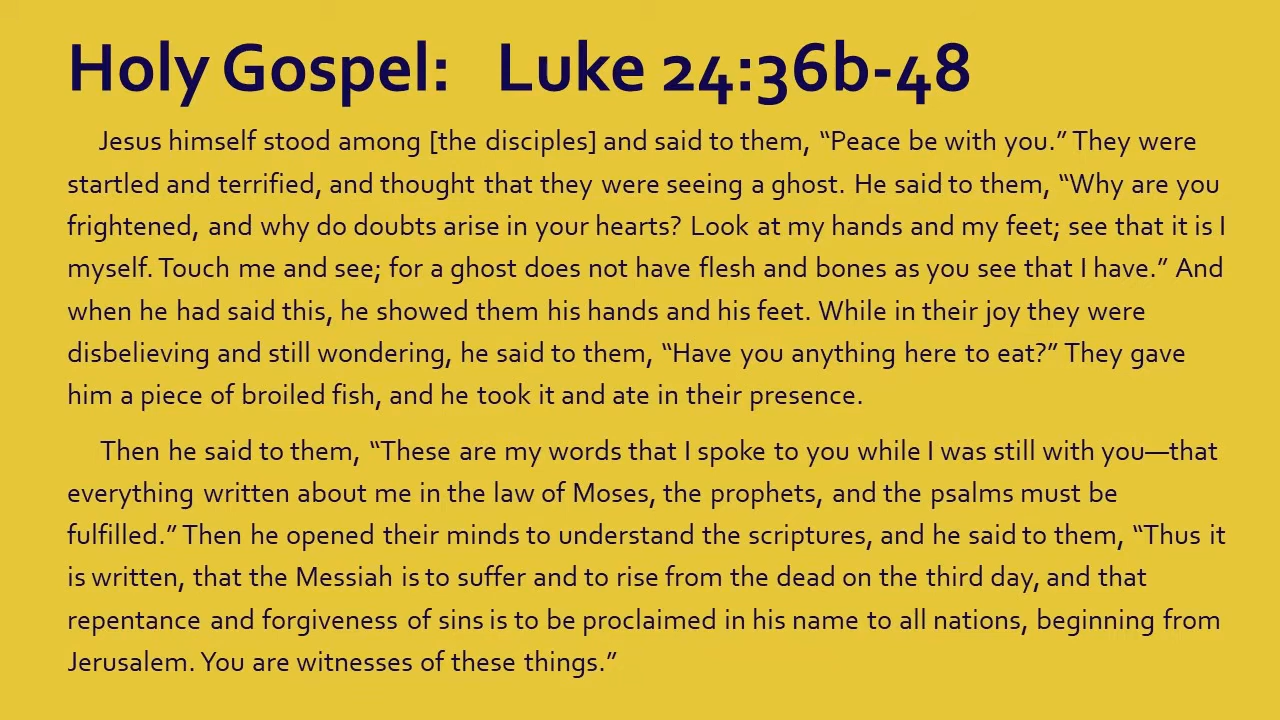 Holy Gospel: Luke 24:36b-48
Jesus himself stood among [the disciples] and said to them, “Peace be with you.” They were
startled and terrified, and thought that they were seeing a ghost. He said to them, “Why are you
frightened, and why do doubts arise in your hearts? Look at my hands and my feet; see that it is I
myself. Touch me and see; for a ghost does not have flesh and bones as you see that I have.” And
when he had said this, he showed them his hands and his feet. While in their joy they were
disbelieving and still wondering, he said to them, “Have you anything here to eat?” They gave
him a piece of broiled fish, and he took it and ate in their presence.
Then he said to them, “These are my words that I spoke to you while I was still with you—that
everything written about me in the law of Moses, the prophets, and the psalms must be
fulfilled.” Then he opened their minds to understand the scriptures, and he said to them, “Thus it
is written, that the Messiah is to suffer and to rise from the dead on the third day, and that
repentance and forgiveness of sins is to be proclaimed in his name to all nations, beginning from
Jerusalem. You are witnesses of these things.”